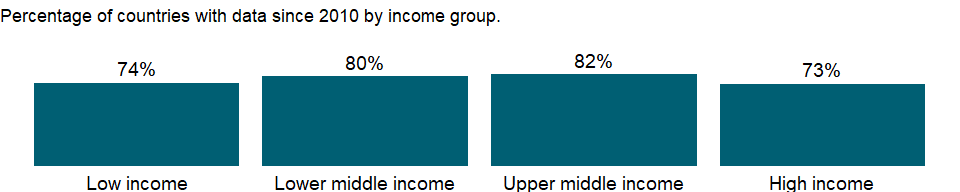 Percentage of countries with data since 2010 by income group.
74%
80%
82%
73%
Low income
Lower middle income
Upper middle income
High income